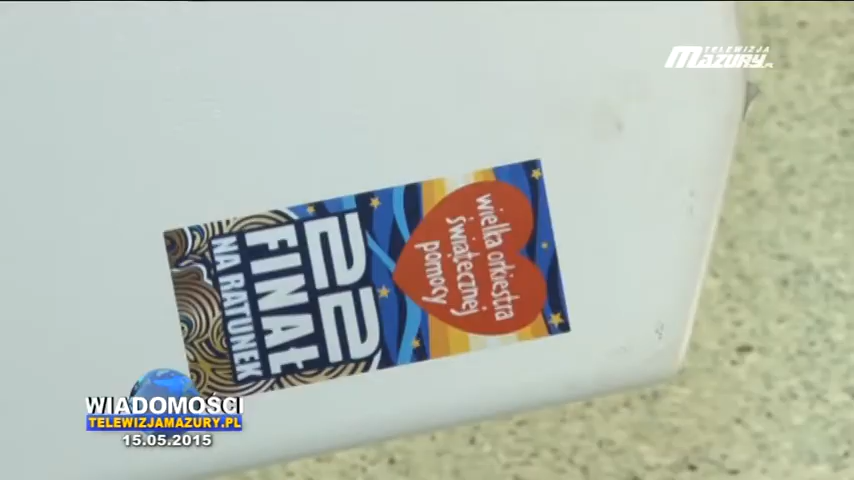 TELEWIZJA
MAZURY.PL
wielka orkiestra
świątecznej
pomocy
22
FINAŁ
NA RATUNEK
WIADOMOŚCI
TELEWIZJAMAZURY.PL
15.05.2015